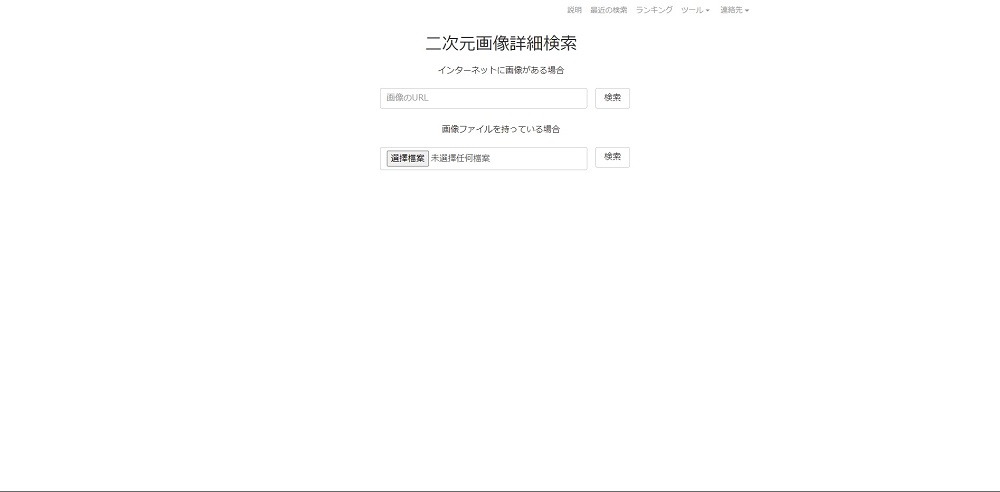 説明 最近の検索 ランキング ツール 連絡先
二次元画像詳細検索
インターネットに画像がある場合
画像のURL 検索
画像ファイルを持っている場合
選擇檔案 未選擇任何檔案 検索